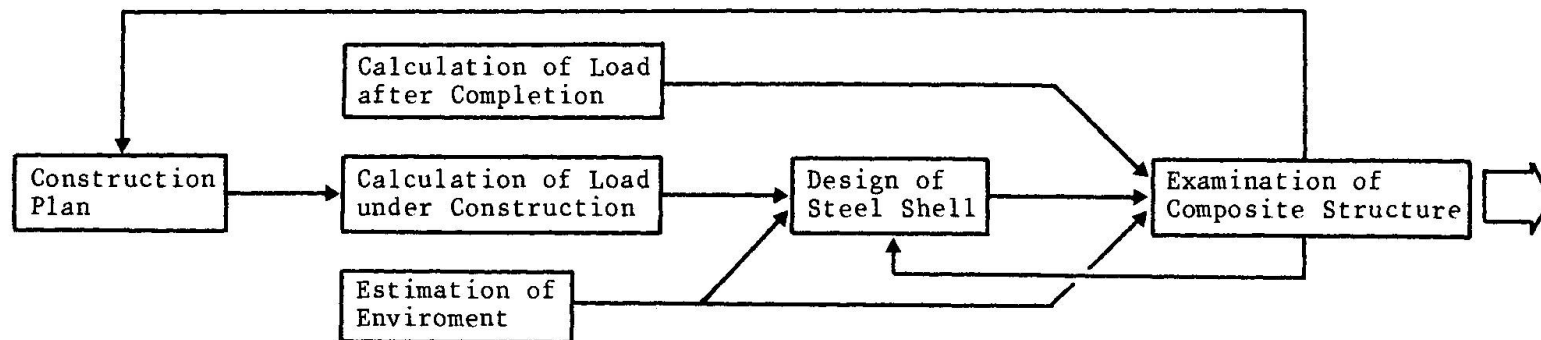 Calculation of Load
after Completion
Construction
Plan
Calculation of Load
under Construction
Design of
Steel Shell
Examination of
Composite Structure
Estimation of
Enviroment